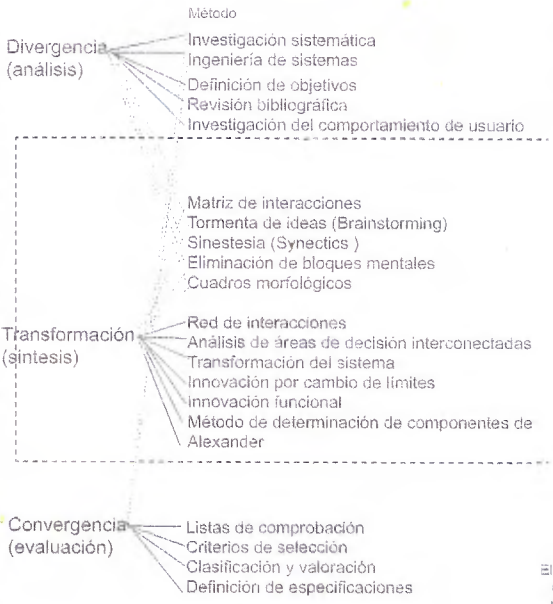 Método
Divergencia
(análisis)
Investigación sistemática
Ingeniería de sistemas
Definición de objetivos
Revisión bibliográfica
Investigación del comportamiento de usuario
Matriz de interacciones
Tormenta de ideas (Brainstorming)
Sinestesia (Synectics )
Eliminación de bloques mentales
Cuadros morfológicos
Transformación
(síntesis)
Red de interacciones
Análisis de áreas de decisión interconectadas
Transformación del sistema
Innovación por cambio de límites
Innovación funcional
Método de determinación de componentes de
Alexander
Convergencia
(evaluación)
Listas de comprobación
Criterios de selección
Clasificación y valoración
Definición de especificaciones
El